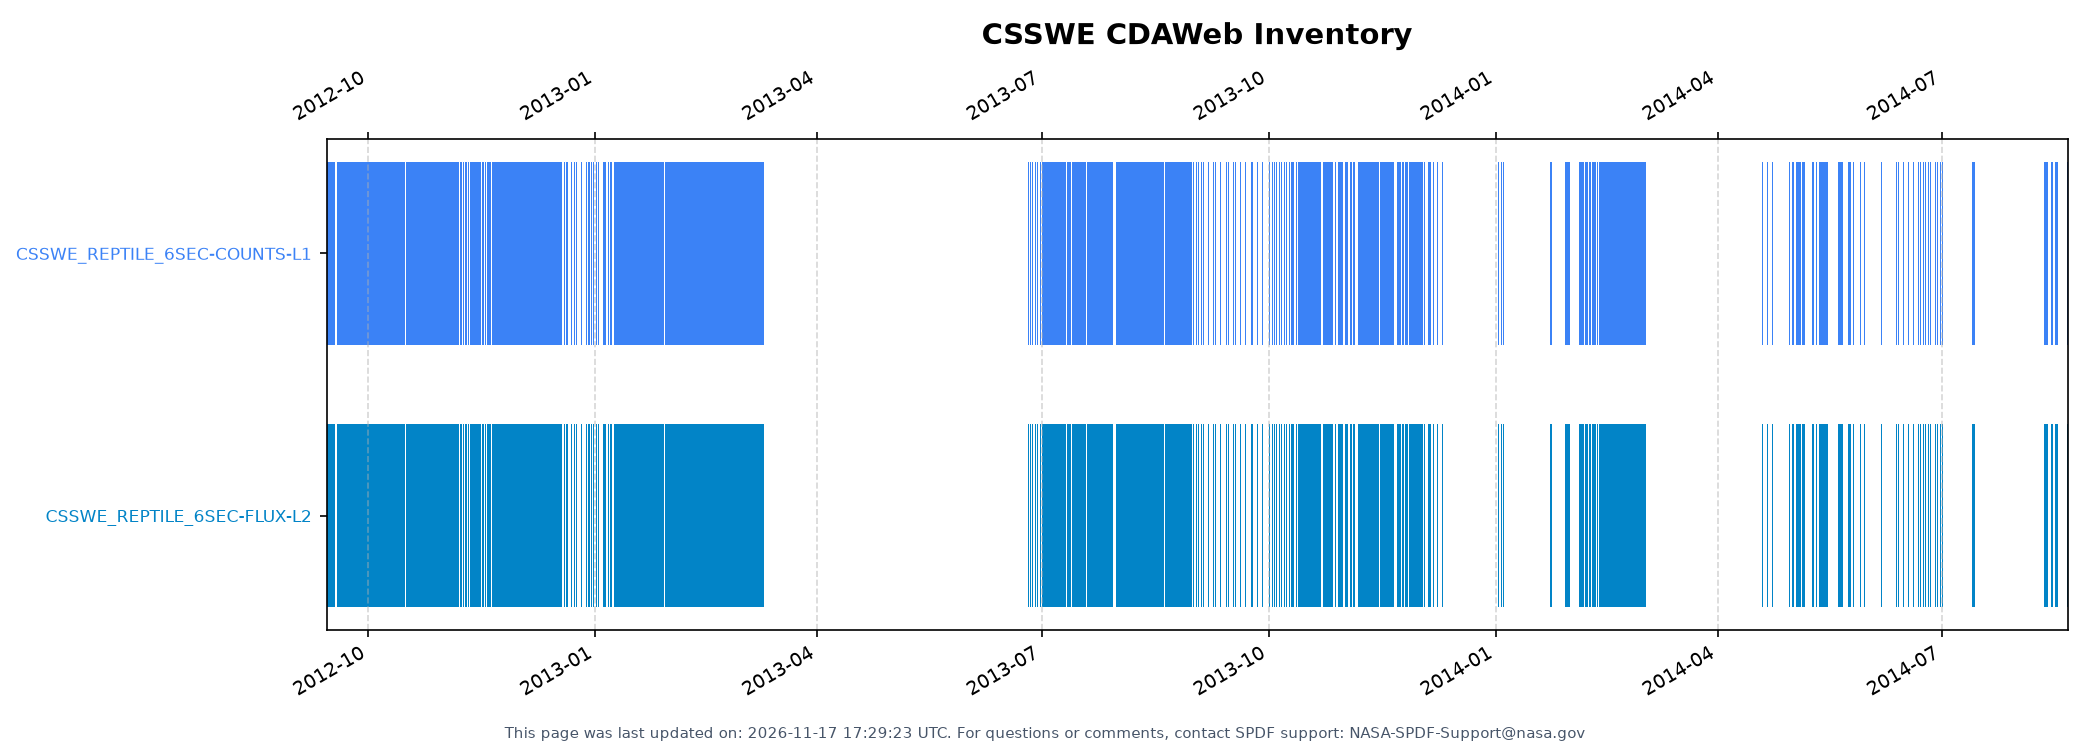 CSSWE CDAWeb Inventory
2012-10 2013-01 2013-04 2013-07 2013-10 2014-01 2014-04 2014-07
CSSWE_REPTILE_6SEC-COUNTS-L1
CSSWE_REPTILE_6SEC-FLUX-L2
2012-10 2013-01 2013-04 2013-07 2013-10 2014-01 2014-04 2014-07
This page was last updated on: 2026-11-17 17:29:23 UTC. For questions or comments, contact SPDF support: NASA-SPDF-Support@nasa.gov